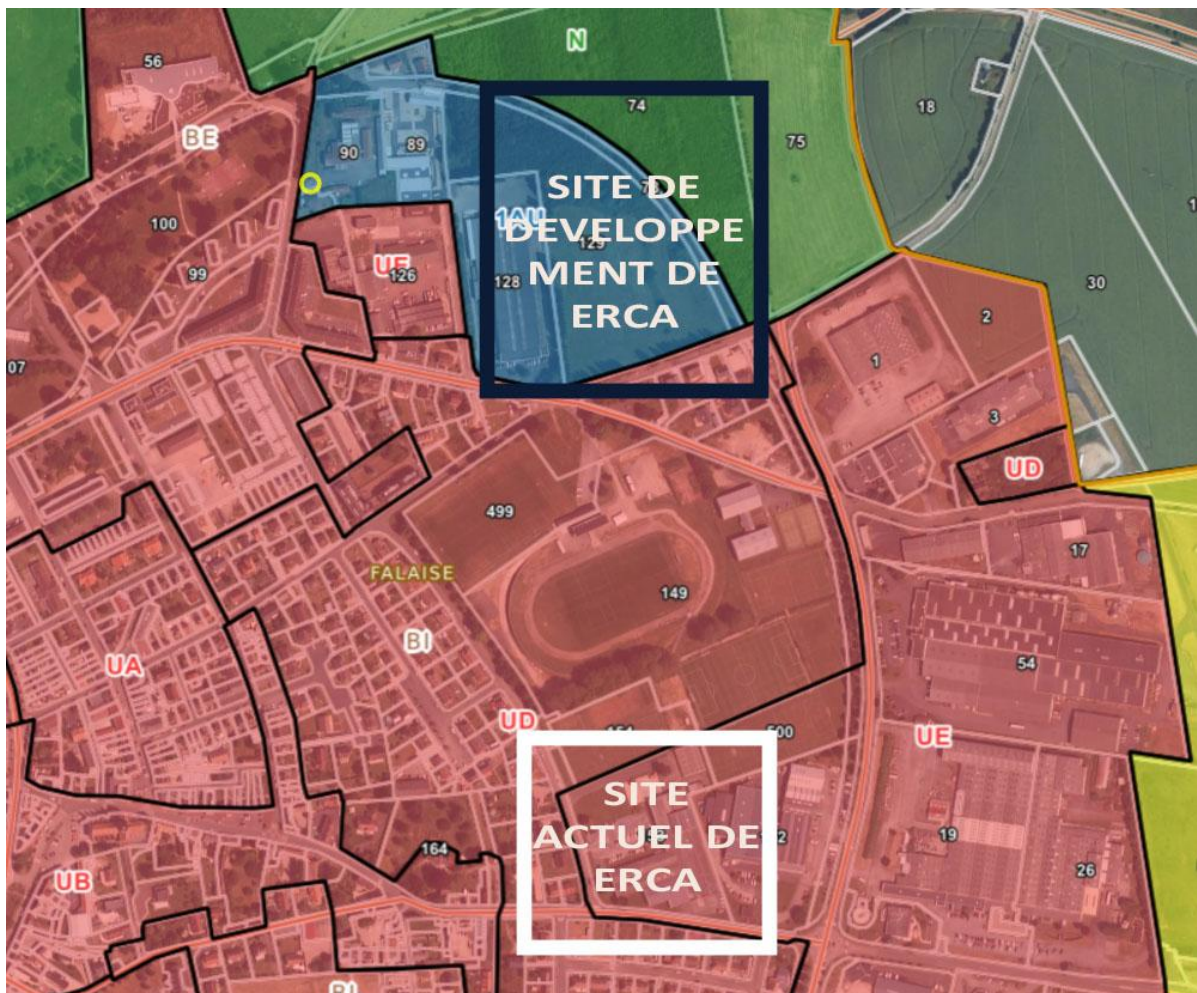 56
N
74
18
BE
90
89
75
100
SITE DE
DEVELOPPE
MENT DE
ERCA
1AU
129
99
126
128
30
2
07
1
3
UD
499
17
FALAISE
149
BI
54
UA
UD
500
UE
SITE
ACTUEL DE
ERCA
19
164
26
UB